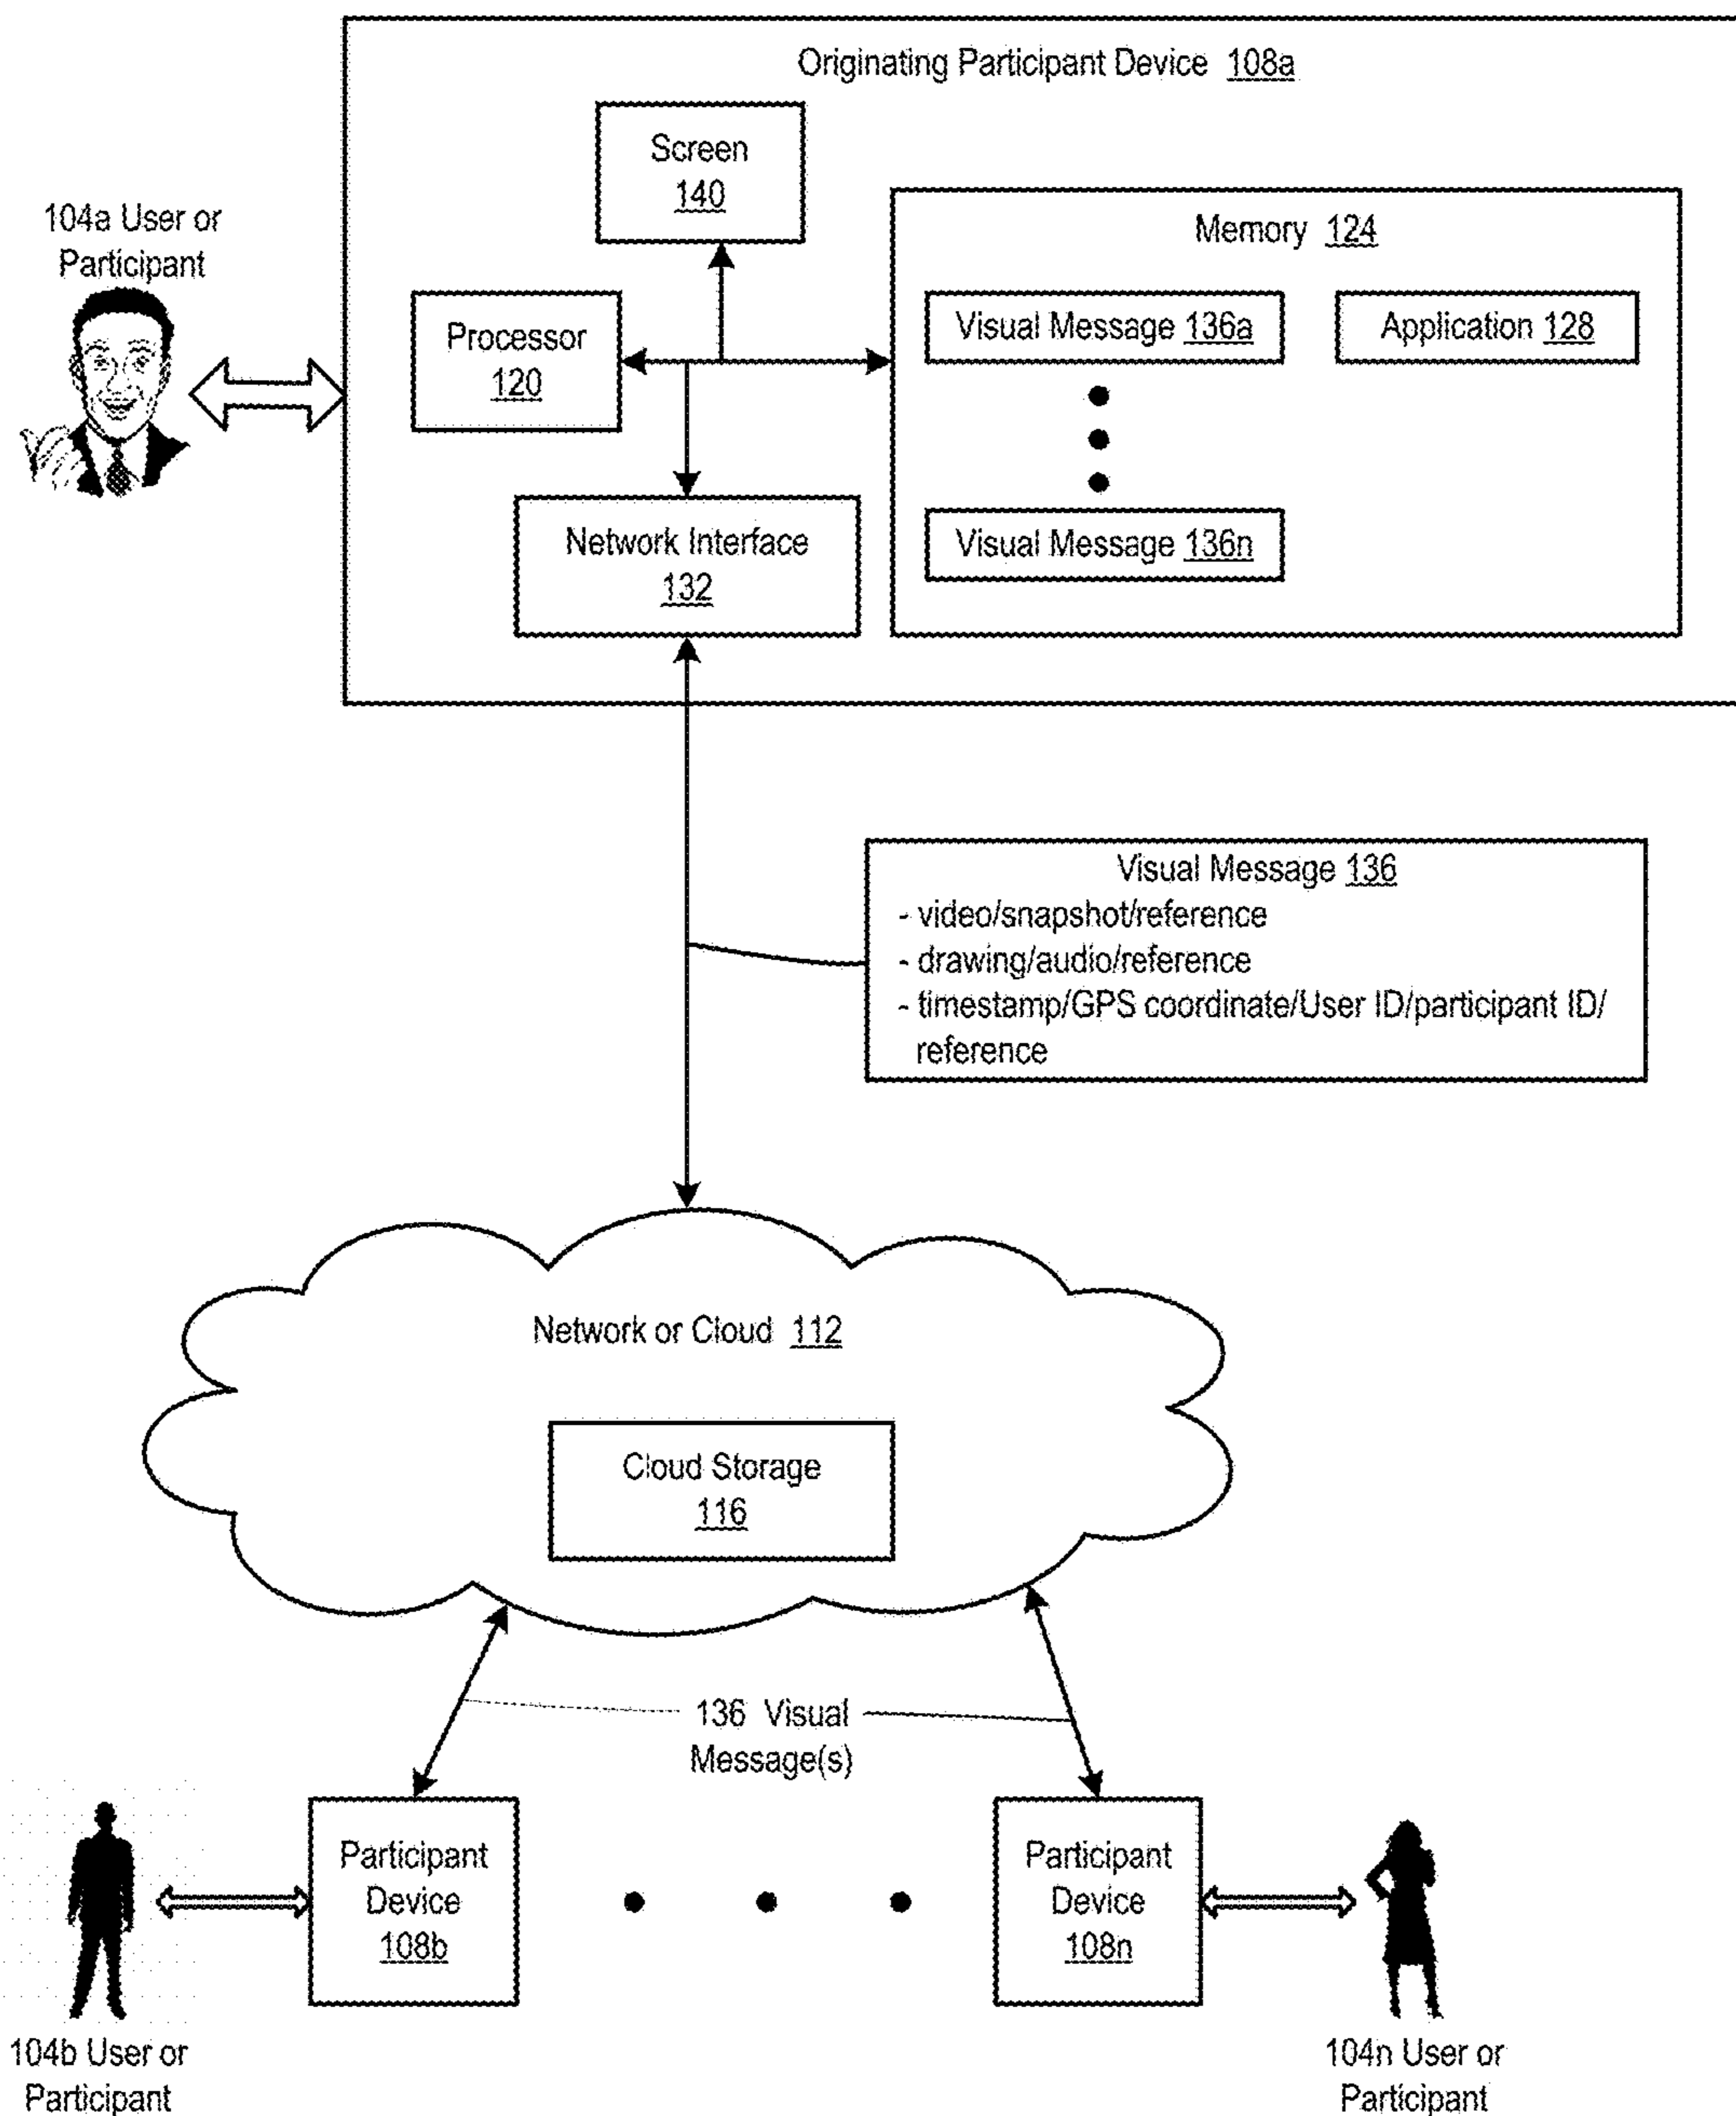 Originating Participant Device 108a
Screen
140
104a User or
Participant
Memory 124
Processor
120
Visual Message 136a
Application 128
Network Interface
132
Visual Message 136n
Visual Message 136
- video/snapshot/reference
- drawing/audio/reference
- timestamp/GPS coordinate/User ID/participant ID/
reference
Network or Cloud 112
Cloud Storage
116
136 Visual
Message(s)
Participant
Device
108b
Participant
Device
108n
104b User or
Participant
104n User or
Participant